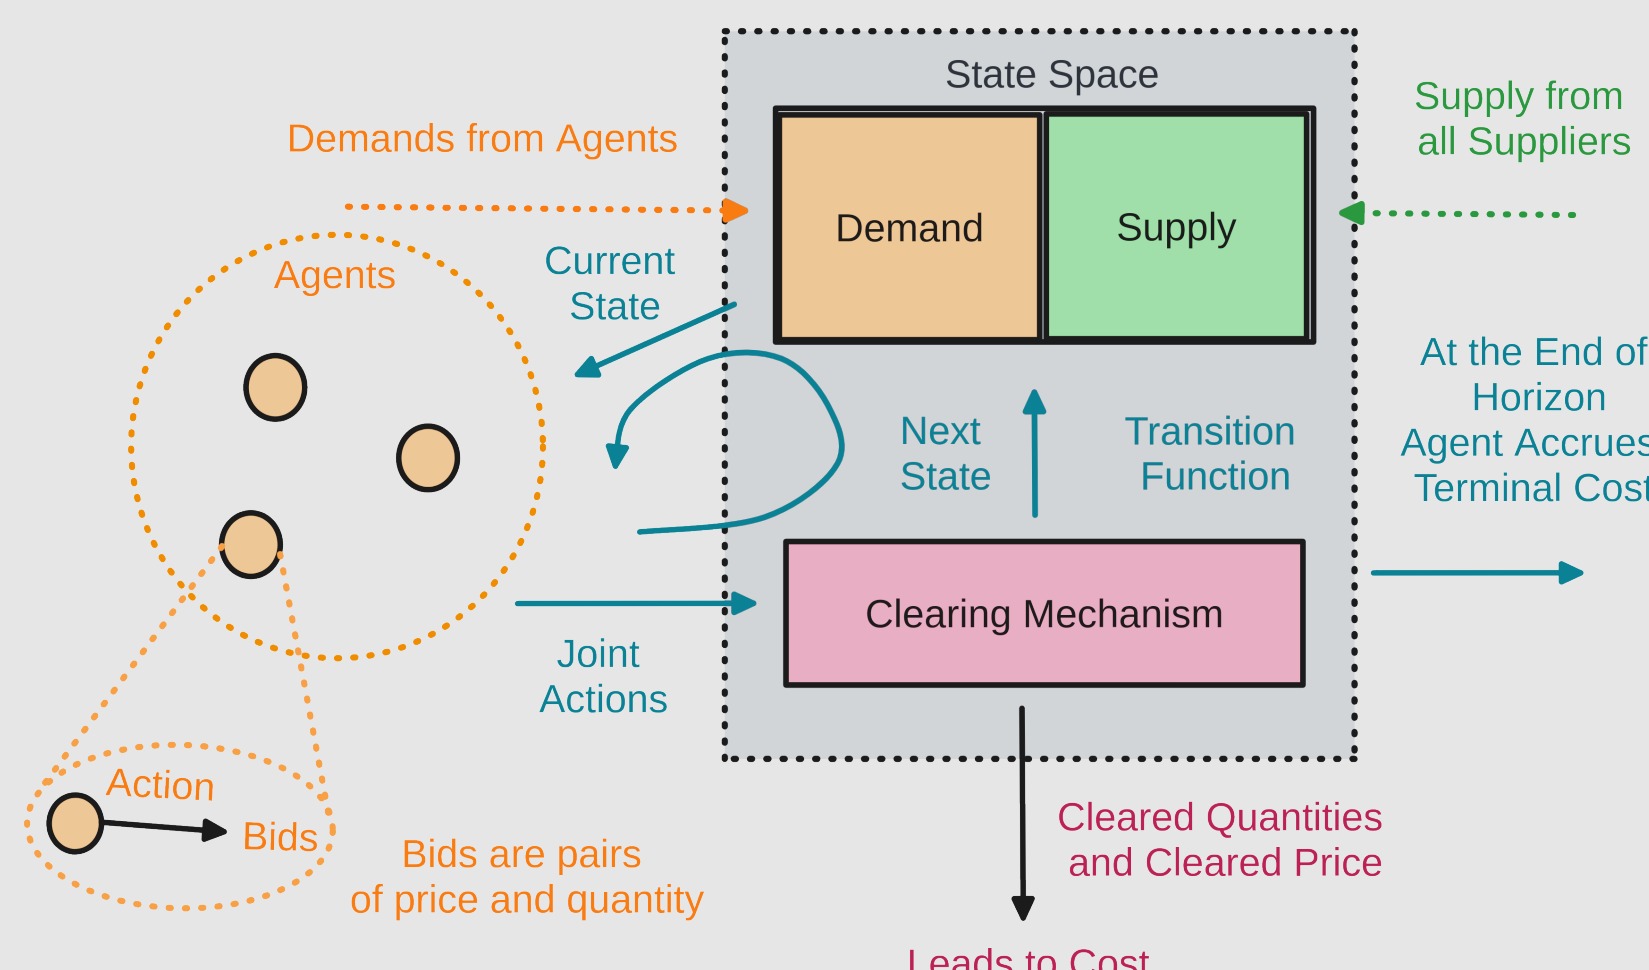 State Space
Supply from
all Suppliers
Demands from Agents
Demand
Supply
Current
State
Agents
At the End of
Horizon
Agent Accrues
Terminal Cost
Next
State
Transition
Function
Clearing Mechanism
Joint
Actions
Action
Bids
Cleared Quantities
and Cleared Price
Bids are pairs
of price and quantity
Leads to Cost